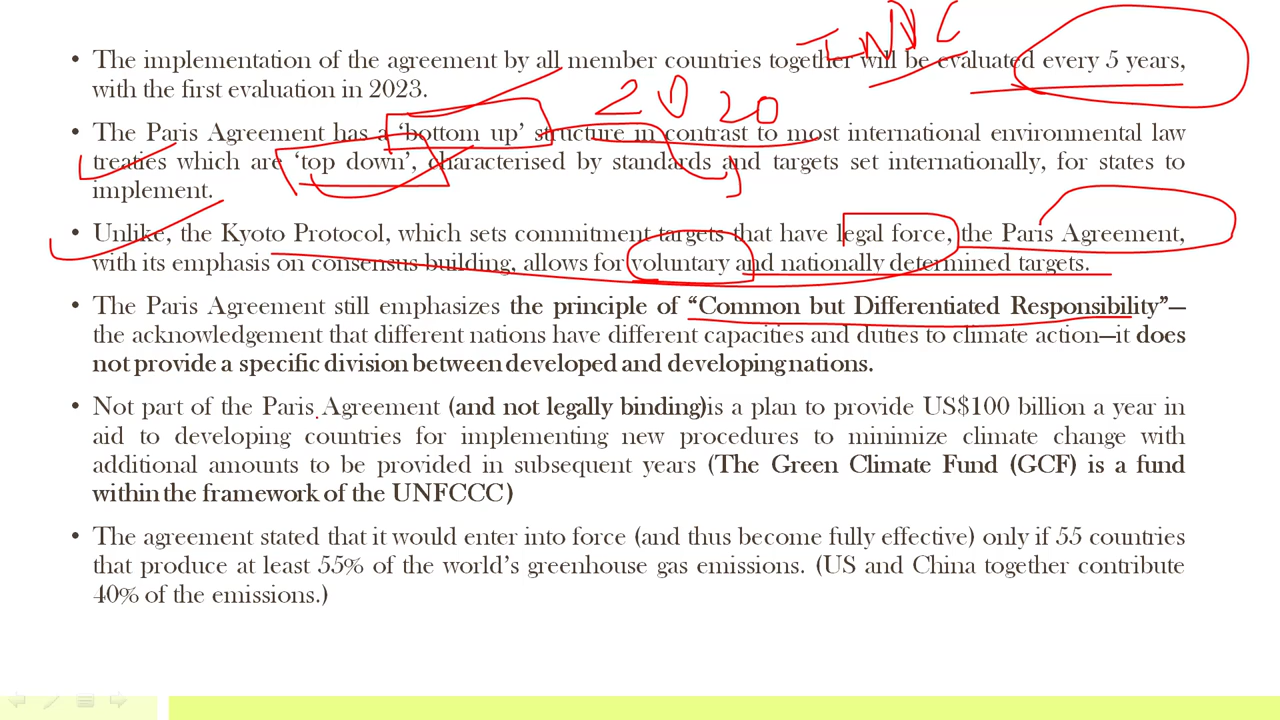 INDC
• The implementation of the agreement by all member countries together will be evaluated every 5 years,
with the first evaluation in 2023.
2020
• The Paris Agreement has a ‘bottom up’ structure in contrast to most international environmental law
treaties which are ‘top down’, characterised by standards and targets set internationally, for states to
implement.
• Unlike, the Kyoto Protocol, which sets commitment targets that have legal force, the Paris Agreement,
with its emphasis on consensus building, allows for voluntary and nationally determined targets.
• The Paris Agreement still emphasizes the principle of “Common but Differentiated Responsibility”—
the acknowledgement that different nations have different capacities and duties to climate action—it does
not provide a specific division between developed and developing nations.
• Not part of the Paris Agreement (and not legally binding)is a plan to provide US$100 billion a year in
aid to developing countries for implementing new procedures to minimize climate change with
additional amounts to be provided in subsequent years (The Green Climate Fund (GCF) is a fund
within the framework of the UNFCCC)
• The agreement stated that it would enter into force (and thus become fully effective) only if 55 countries
that produce at least 55% of the world’s greenhouse gas emissions. (US and China together contribute
40% of the emissions.)